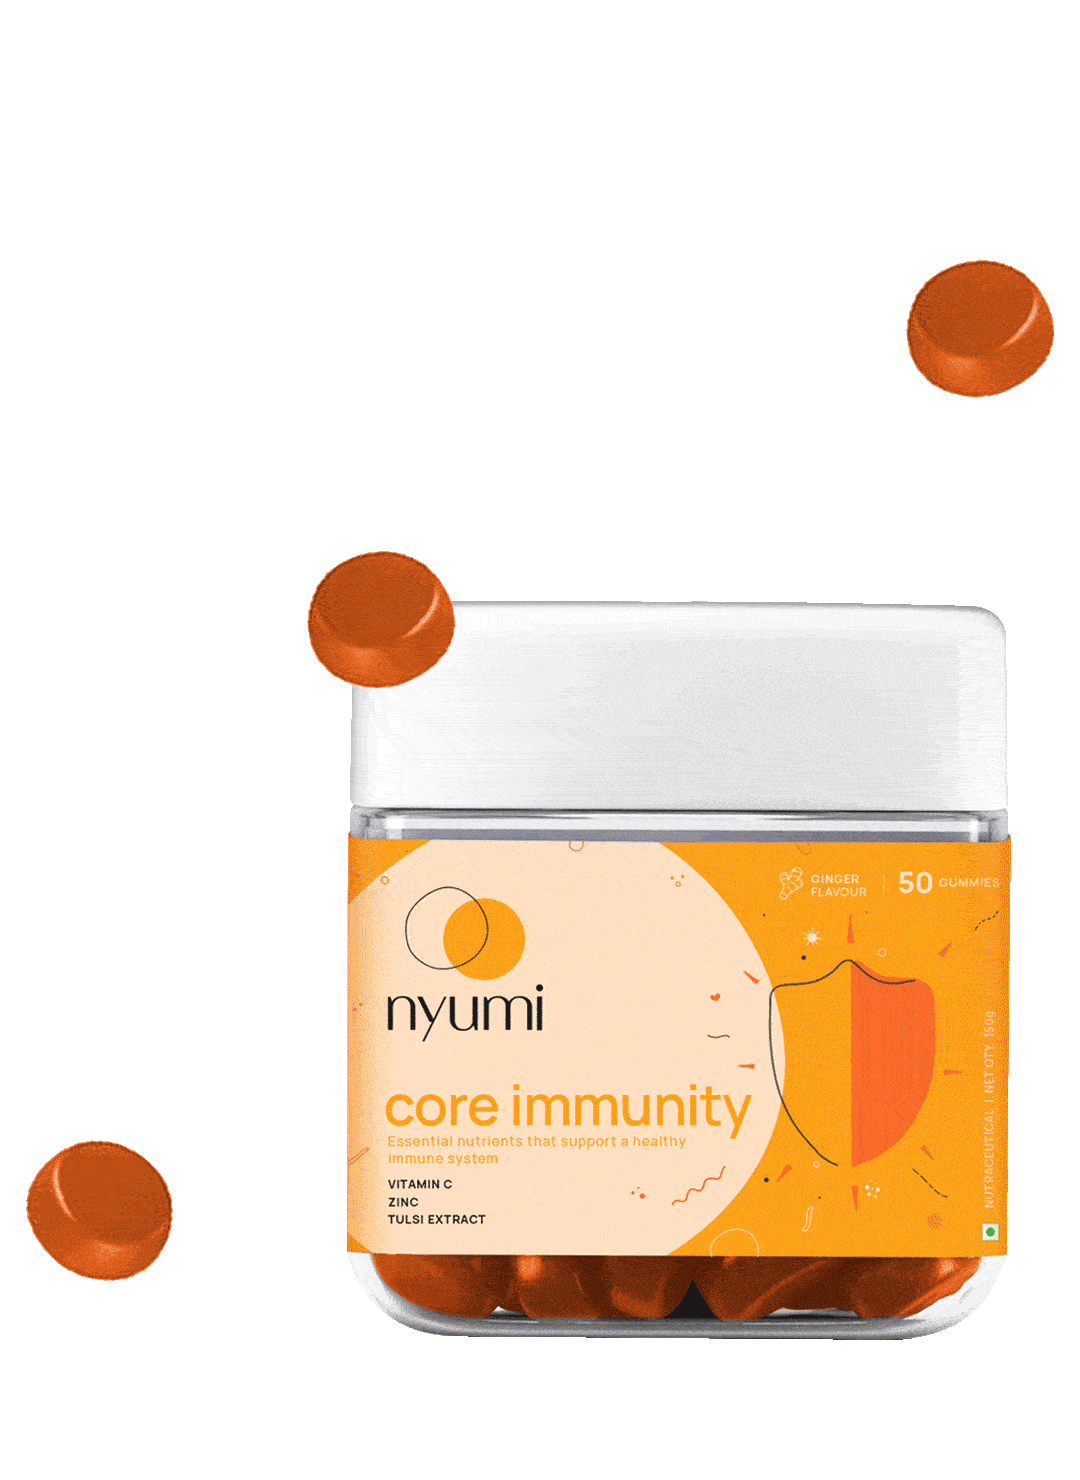 GINGER
FLAVOUR
50 GUMMIES
nyumi
core immunity
Essential nutrients that support a healthy
immune system
VITAMIN C
ZINC
TULSI EXTRACT
NUTRACEUTICAL | NET QTY. 150g